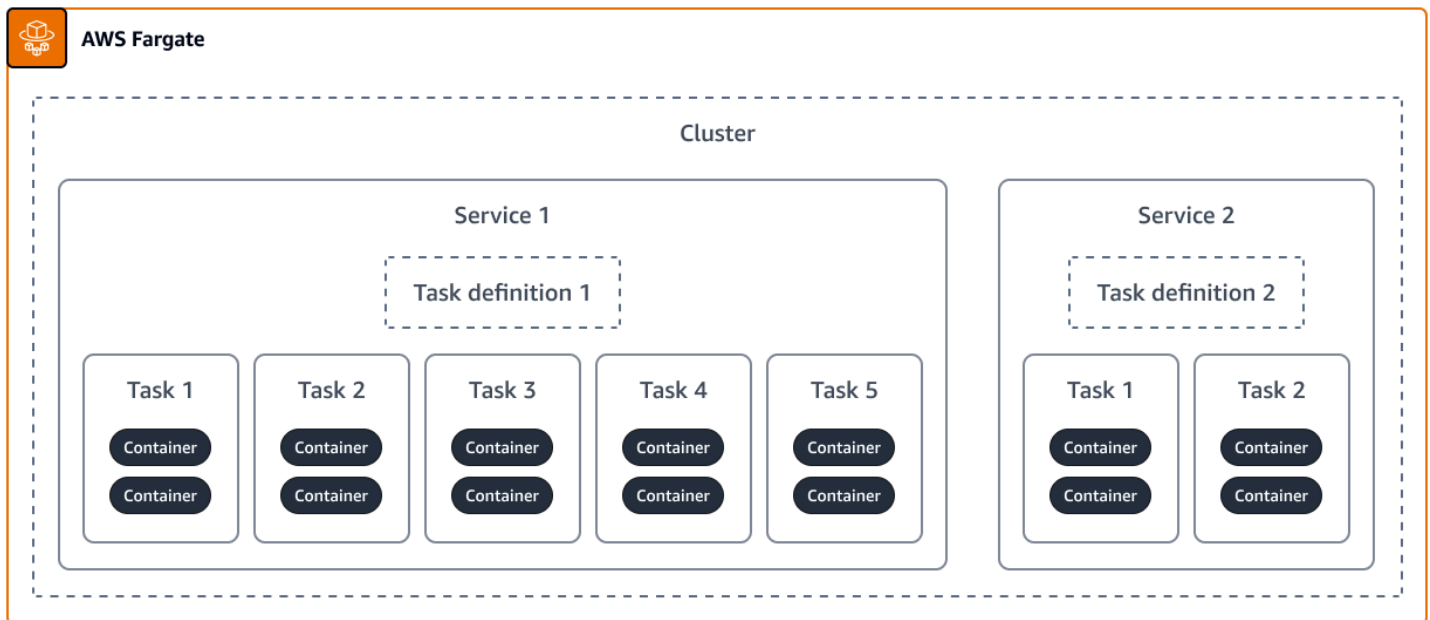 AWS Fargate
Cluster
Service 1
Task definition 1
Task 1
Container
Container
Task 2
Container
Container
Task 3
Container
Container
Task 4
Container
Container
Task 5
Container
Container
Service 2
Task definition 2
Task 1
Container
Container
Task 2
Container
Container